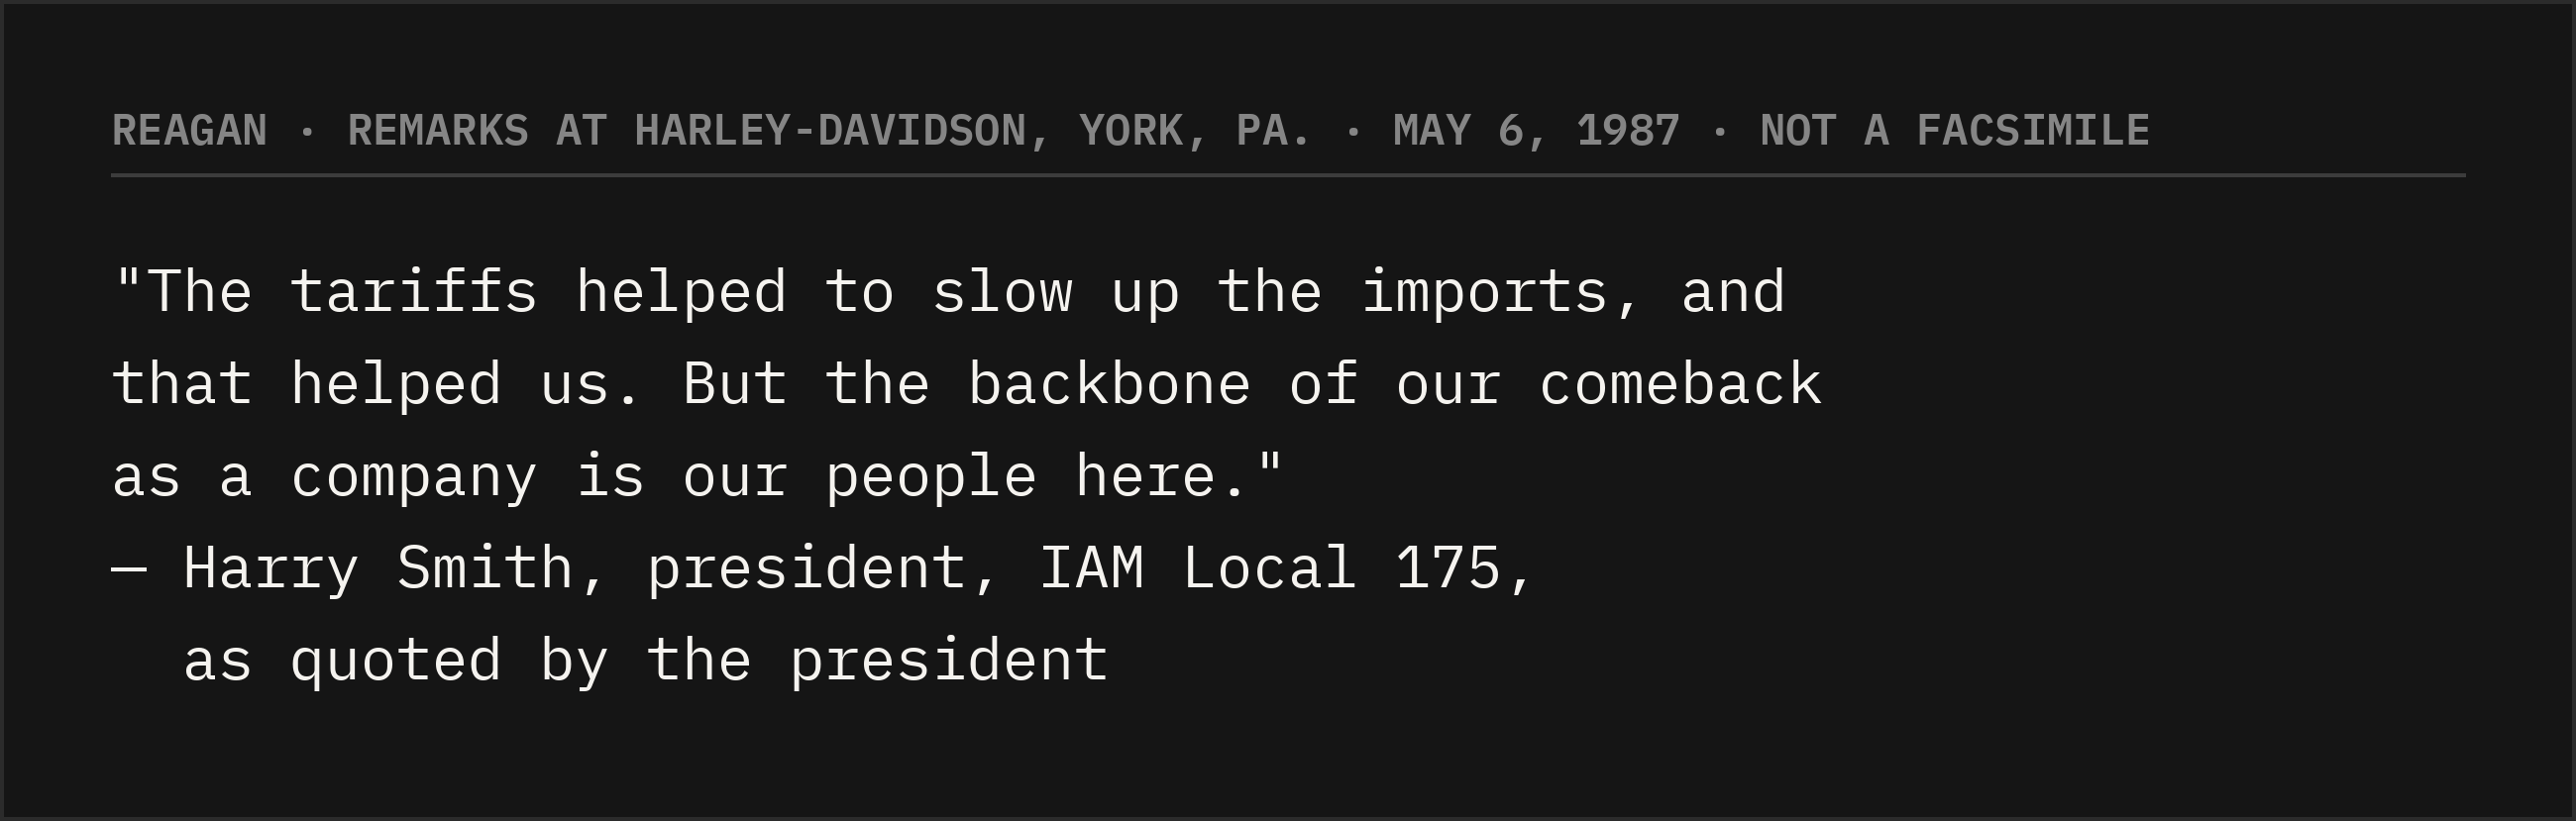 REAGAN · REMARKS AT HARLEY-DAVIDSON, YORK, PA. · MAY 6, 1987 · NOT A FACSIMILE
"The tariffs helped to slow up the imports, and
that helped us. But the backbone of our comeback
as a company is our people here."
— Harry Smith, president, IAM Local 175,
as quoted by the president